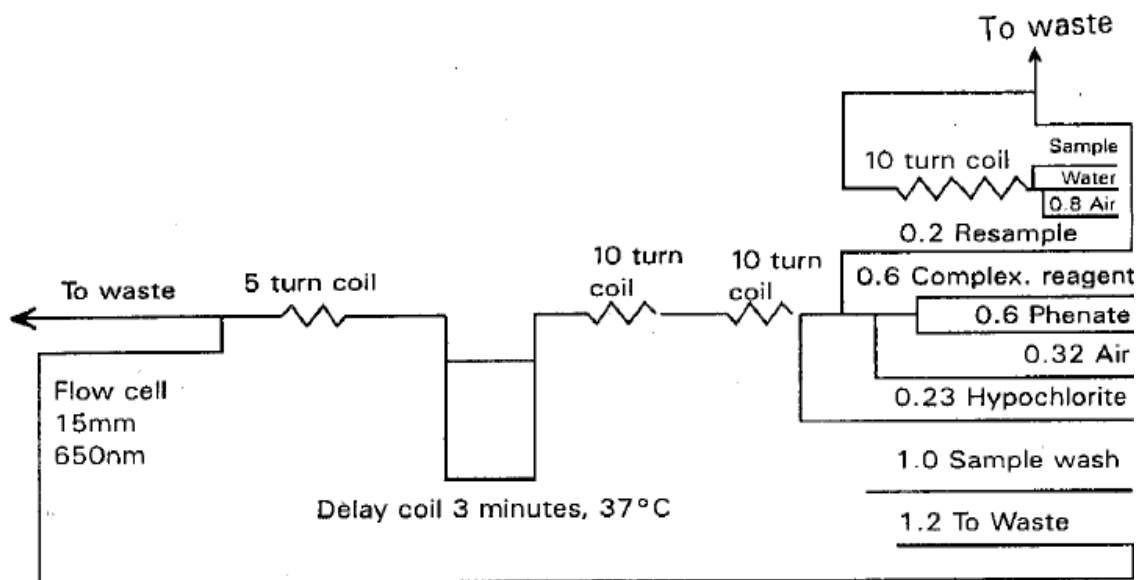 To waste
Sample
10 turn coil
Water
0.8 Air
0.2 Resample
10 turn
coil
10 turn
coil
0.6 Complex. reagent
5 turn coil
To waste
0.6 Phenate
0.32 Air
Flow cell
15mm
650nm
0.23 Hypochlorite
1.0 Sample wash
Delay coil 3 minutes, 37°C
1.2 To Waste